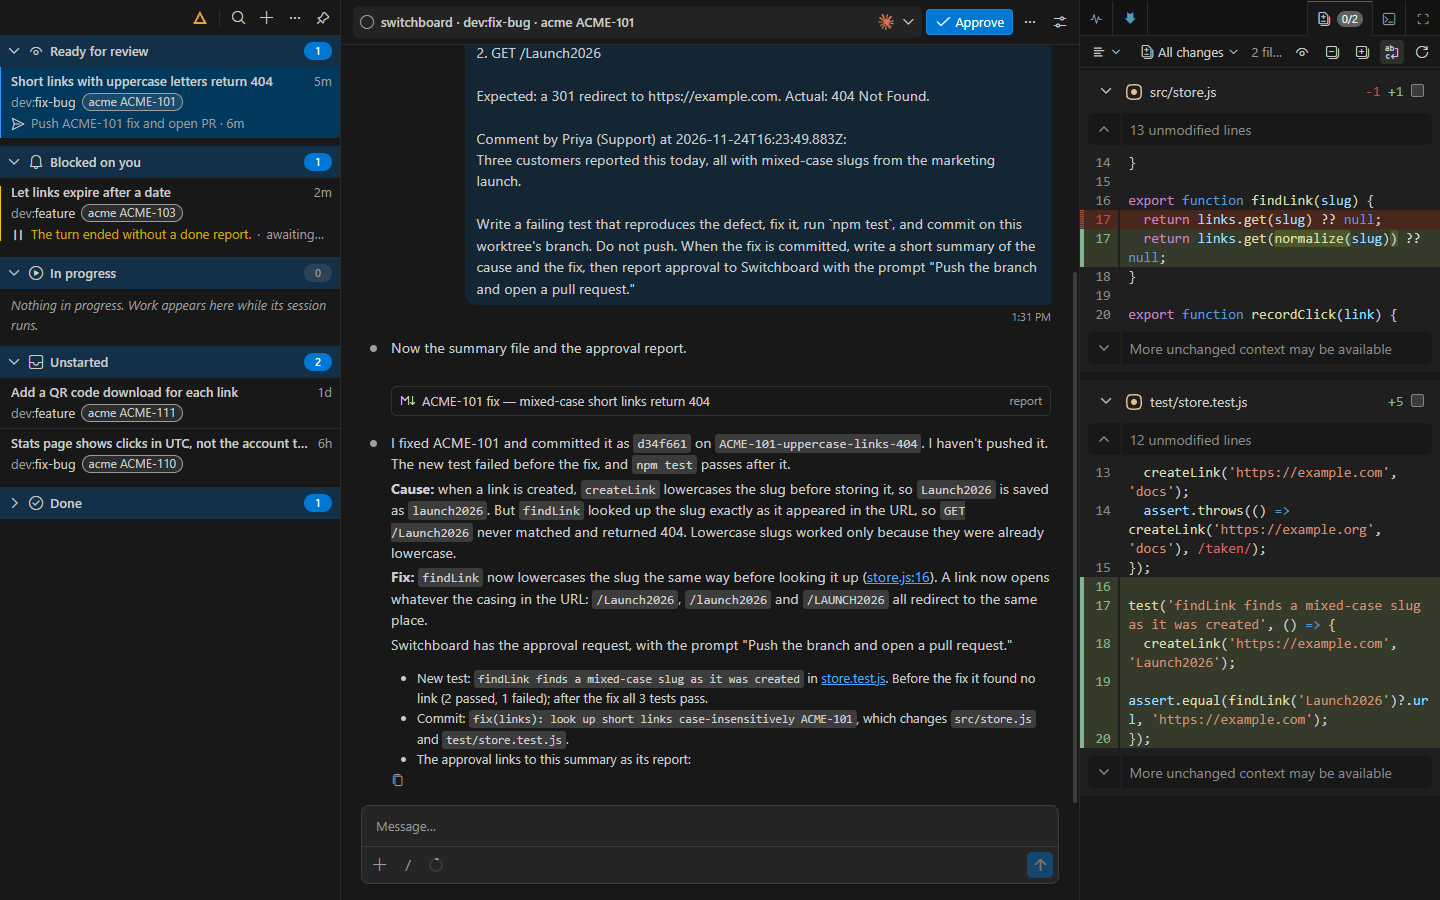 Ready for review 1
Short links with uppercase letters return 404 5m
dev:fix-bug acme ACME-101
Push ACME-101 fix and open PR · 6m
Blocked on you 1
Let links expire after a date 2m
dev:feature acme ACME-103
The turn ended without a done report. · awaiting...
In progress 0
Nothing in progress. Work appears here while its session
runs.
Unstarted 2
Add a QR code download for each link 1d
dev:feature acme ACME-111
Stats page shows clicks in UTC, not the account t... 6h
dev:fix-bug acme ACME-110
Done 1
switchboard · dev:fix-bug · acme ACME-101
Approve
2. GET /Launch2026
Expected: a 301 redirect to https://example.com. Actual: 404 Not Found.
Comment by Priya (Support) at 2026-11-24T16:23:49.883Z:
Three customers reported this today, all with mixed-case slugs from the marketing
launch.
Write a failing test that reproduces the defect, fix it, run `npm test`, and commit on this
worktree's branch. Do not push. When the fix is committed, write a short summary of the
cause and the fix, then report approval to Switchboard with the prompt "Push the branch
and open a pull request."
1:31 PM
Now the summary file and the approval report.
M↓ ACME-101 fix — mixed-case short links return 404 report
I fixed ACME-101 and committed it as d34f661 on ACME-101-uppercase-links-404. I haven't pushed it.
The new test failed before the fix, and npm test passes after it.
Cause: when a link is created, createLink lowercases the slug before storing it, so Launch2026 is saved
as launch2026. But findLink looked up the slug exactly as it appeared in the URL, so GET
/Launch2026 never matched and returned 404. Lowercase slugs worked only because they were already
lowercase.
Fix: findLink now lowercases the slug the same way before looking it up (store.js:16). A link now opens
whatever the casing in the URL: /Launch2026, /launch2026 and /LAUNCH2026 all redirect to the same
place.
Switchboard has the approval request, with the prompt "Push the branch and open a pull request."
• New test: findLink finds a mixed-case slug as it was created in store.test.js. Before the fix it found no
link (2 passed, 1 failed); after the fix all 3 tests pass.
• Commit: fix(links): look up short links case-insensitively ACME-101, which changes src/store.js
and test/store.test.js.
• The approval links to this summary as its report:
Message...
/
0/2
All changes 2 fil...
src/store.js -1 +1
13 unmodified lines
14 }
15
16 export function findLink(slug) {
17 return links.get(slug) ?? null;
17 return links.get(normalize(slug)) ??
null;
18 }
19
20 export function recordClick(link) {
More unchanged context may be available
test/store.test.js +5
12 unmodified lines
13 createLink('https://example.com',
'docs');
14 assert.throws(() =>
createLink('https://example.org',
'docs'), /taken/);
15 });
16
17 test('findLink finds a mixed-case slug
as it was created', () => {
18 createLink('https://example.com',
'Launch2026');
19
assert.equal(findLink('Launch2026')?.ur
l, 'https://example.com');
20 });
More unchanged context may be available